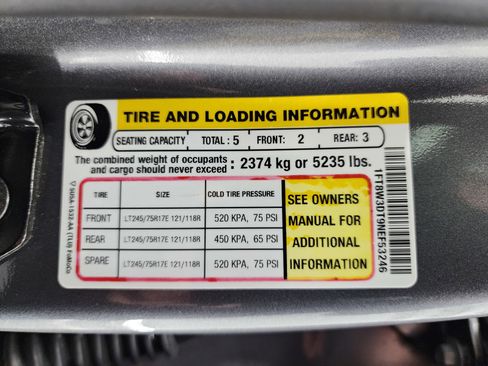 TIRE AND LOADING INFORMATION
SEATING CAPACITY TOTAL : 5 FRONT: 2 REAR: 3
The combined weight of occupants and cargo should never exceed : 2374 kg or 5235 lbs.
TIRE SIZE COLD TIRE PRESSURE
FRONT LT245/75R17E 121/118R 520 KPA, 75 PSI
REAR LT245/75R17E 121/118R 450 KPA, 65 PSI
SPARE LT245/75R17E 121/118R 520 KPA, 75 PSI
SEE OWNERS
MANUAL FOR
ADDITIONAL
INFORMATION
1FT8W3DT9NEF53246